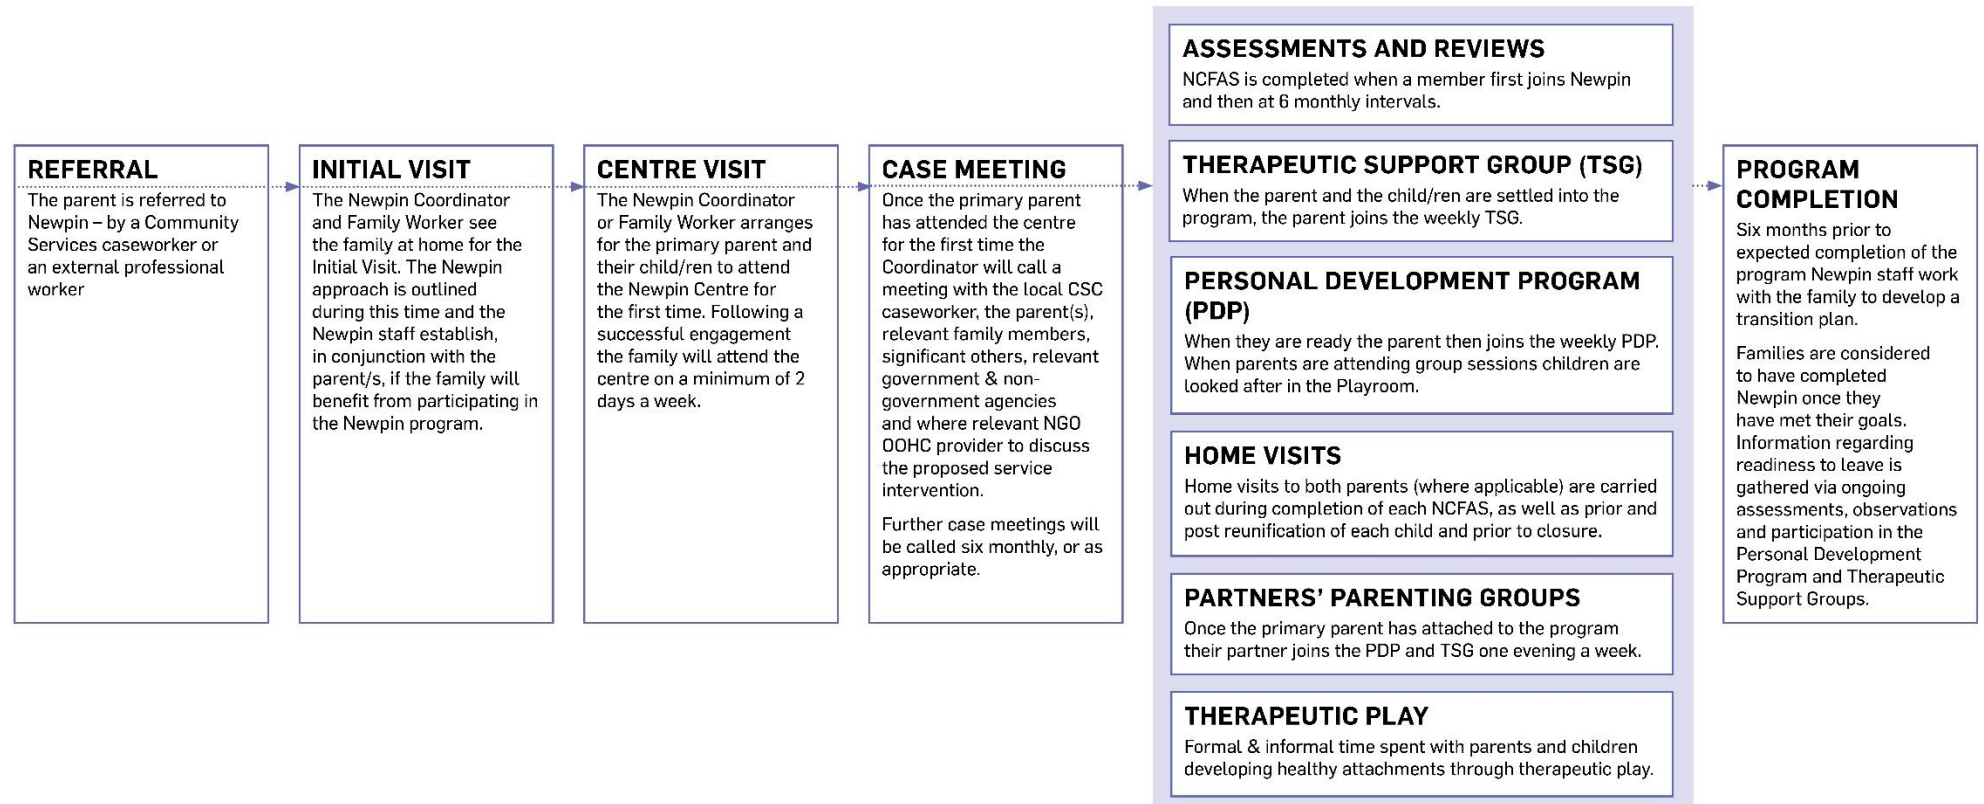 REFERRAL
The parent is referred to
Newpin – by a Community
Services caseworker or
an external professional
worker
INITIAL VISIT
The Newpin Coordinator
and Family Worker see
the family at home for the
Initial Visit. The Newpin
approach is outlined
during this time and the
Newpin staff establish,
in conjunction with the
parent/s, if the family will
benefit from participating in
the Newpin program.
CENTRE VISIT
The Newpin Coordinator
or Family Worker arranges
for the primary parent and
their child/ren to attend
the Newpin Centre for
the first time. Following a
successful engagement
the family will attend the
centre on a minimum of 2
days a week.
CASE MEETING
Once the primary parent
has attended the centre
for the first time the
Coordinator will call a
meeting with the local CSC
caseworker, the parent(s),
relevant family members,
significant others, relevant
government & non-
government agencies
and where relevant NGO
OOHC provider to discuss
the proposed service
intervention.
Further case meetings will
be called six monthly, or as
appropriate.
ASSESSMENTS AND REVIEWS
NCFAS is completed when a member first joins Newpin
and then at 6 monthly intervals.
THERAPEUTIC SUPPORT GROUP (TSG)
When the parent and the child/ren are settled into the
program, the parent joins the weekly TSG.
PERSONAL DEVELOPMENT PROGRAM
(PDP)
When they are ready the parent then joins the weekly PDP.
When parents are attending group sessions children are
looked after in the Playroom.
HOME VISITS
Home visits to both parents (where applicable) are carried
out during completion of each NCFAS, as well as prior and
post reunification of each child and prior to closure.
PARTNERS’ PARENTING GROUPS
Once the primary parent has attached to the program
their partner joins the PDP and TSG one evening a week.
THERAPEUTIC PLAY
Formal & informal time spent with parents and children
developing healthy attachments through therapeutic play.
PROGRAM
COMPLETION
Six months prior to
expected completion of the
program Newpin staff work
with the family to develop a
transition plan.
Families are considered
to have completed
Newpin once they
have met their goals.
Information regarding
readiness to leave is
gathered via ongoing
assessments, observations
and participation in the
Personal Development
Program and Therapeutic
Support Groups.